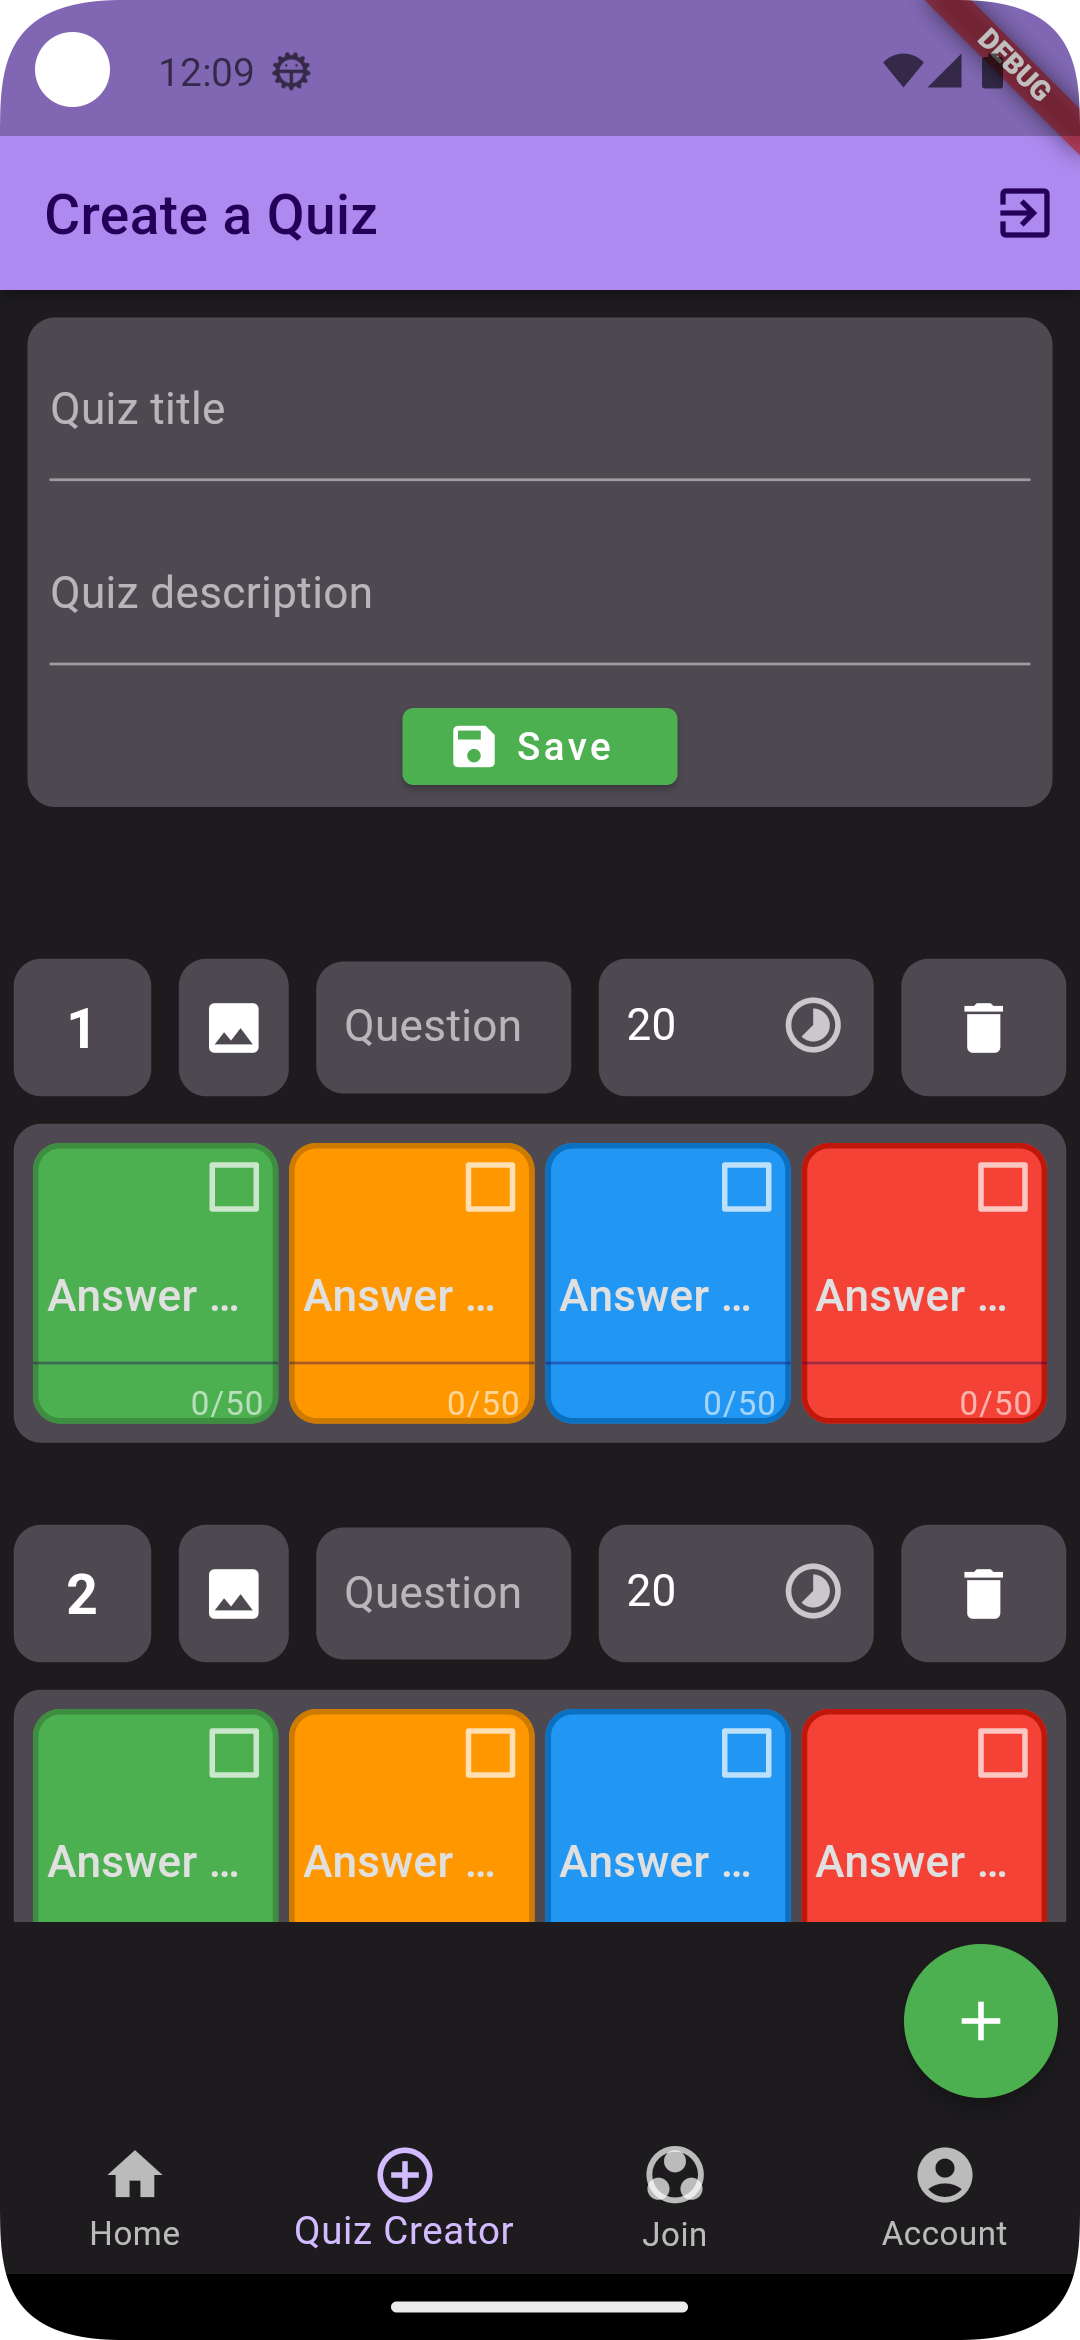 12:09
DEBUG
Create a Quiz
Quiz title
Quiz description
Save
1
Question
20
Answer ...
Answer ...
Answer ...
Answer ...
0/50
0/50
0/50
0/50
2
Question
20
Answer ...
Answer ...
Answer ...
Answer ...
Home
Quiz Creator
Join
Account